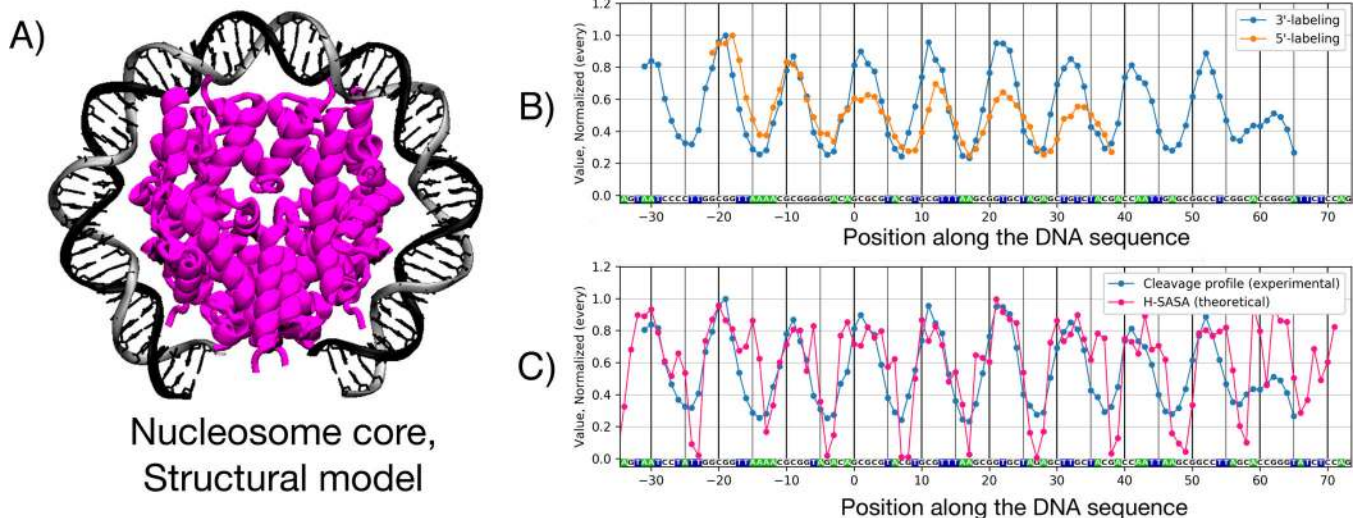 A)
Nucleosome core,
Structural model
B)
Value, Normalized (every)
1.2
1.0
0.8
0.6
0.4
0.2
0.0
3'-labeling
5'-labeling
AGTAATCCCCTTGGCGGTTAAAACGCGGGGGACAGCGCGTACGTGCGTTTAAGCGGTGCTAGAGCTGTCTACGACCAATTGAGCGGCCTCGGCACCGGGATTCTCCAG
−30 −20 −10 0 10 20 30 40 50 60 70
Position along the DNA sequence
C)
Value, Normalized (every)
1.2
1.0
0.8
0.6
0.4
0.2
0.0
Cleavage profile (experimental)
H-SASA (theoretical)
AGTAATCCTATTGGCGGTTAAAACGCGGTAGACAGCGCGTACGTGCGTTTAAGCGGTGCTAGAGCTTGCTACGACCAATTAAGCGGCCTTAGCACCGGGTATCTCCAG
−30 −20 −10 0 10 20 30 40 50 60 70
Position along the DNA sequence